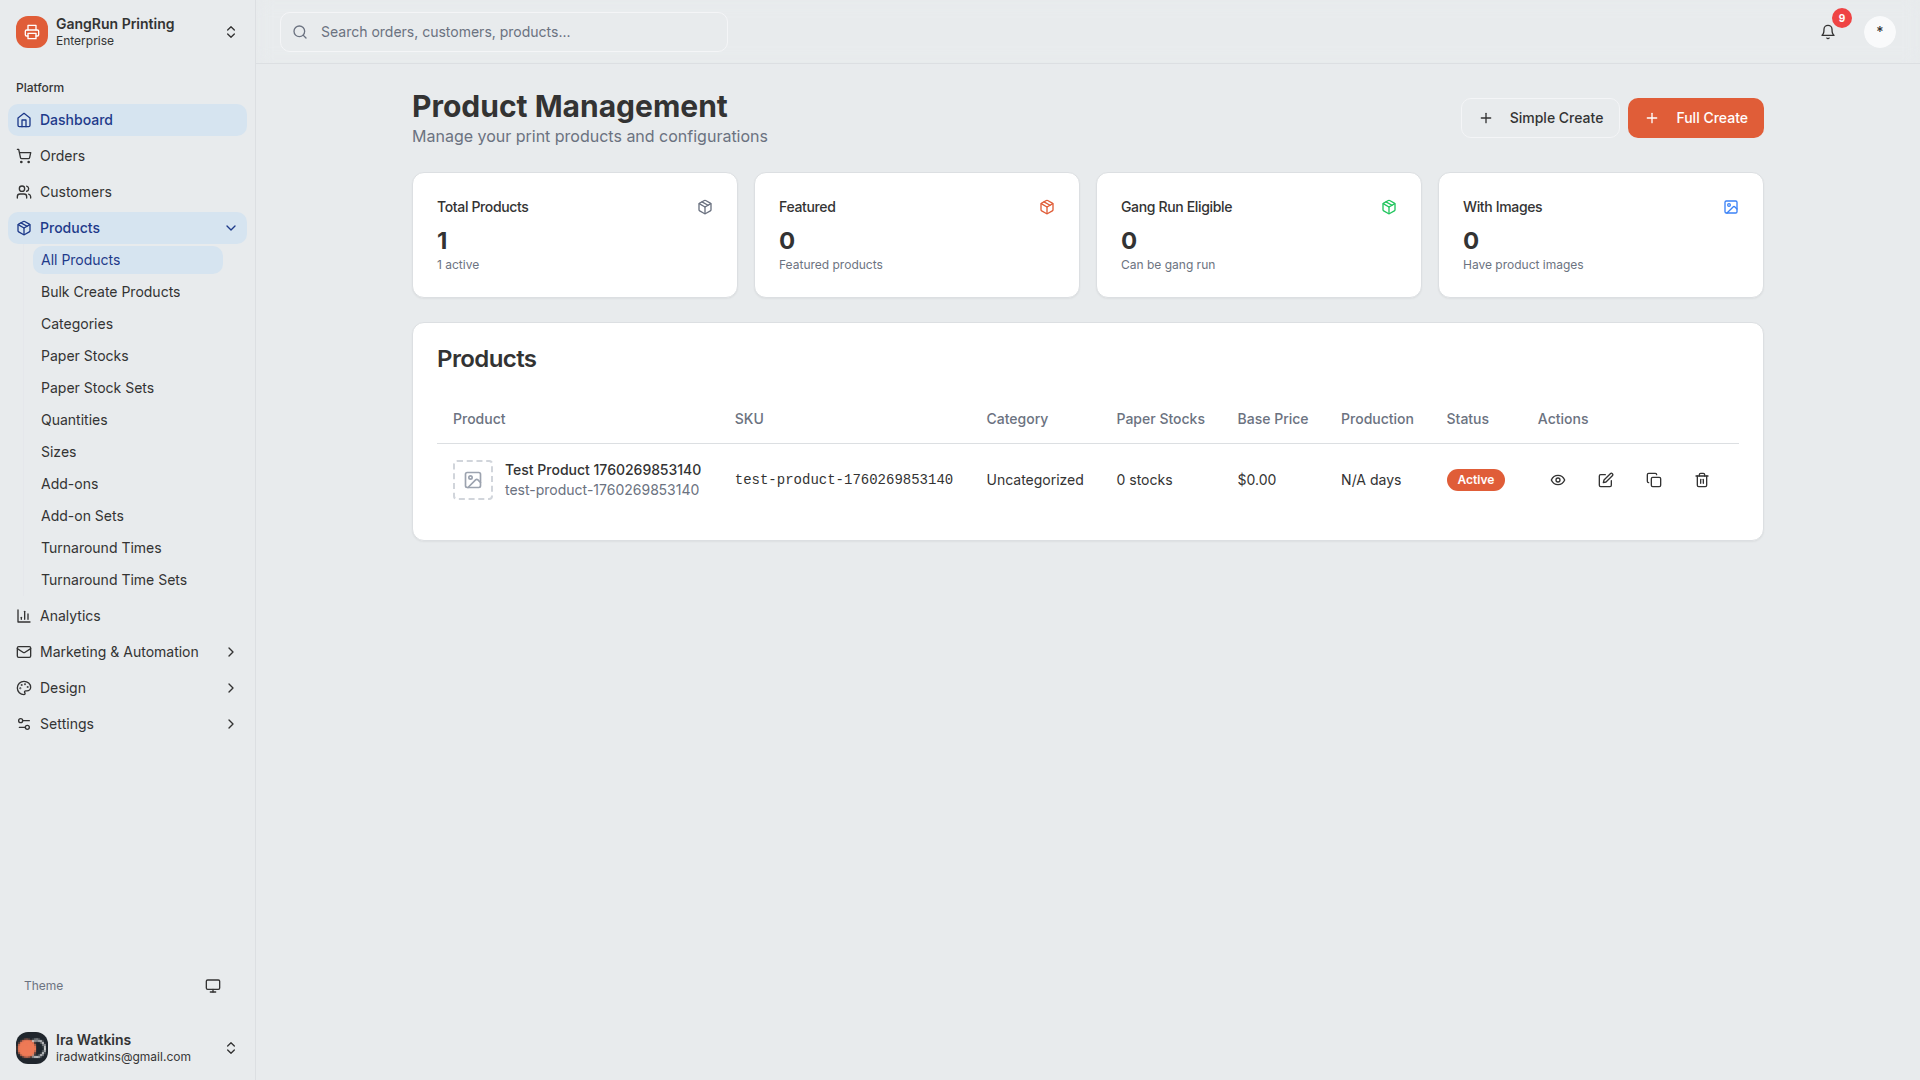 GangRun Printing
Enterprise
Platform
Dashboard
Orders
Customers
Products
All Products
Bulk Create Products
Categories
Paper Stocks
Paper Stock Sets
Quantities
Sizes
Add-ons
Add-on Sets
Turnaround Times
Turnaround Time Sets
Analytics
Marketing & Automation
Design
Settings
Theme
Ira Watkins
iradwatkins@gmail.com
Search orders, customers, products...
9
*
Product Management
Manage your print products and configurations
Simple Create
Full Create
Total Products
1
1 active
Featured
0
Featured products
Gang Run Eligible
0
Can be gang run
With Images
0
Have product images
Products
Product SKU Category Paper Stocks Base Price Production Status Actions
Test Product 1760269853140
test-product-1760269853140
test-product-1760269853140 Uncategorized 0 stocks $0.00 N/A days Active